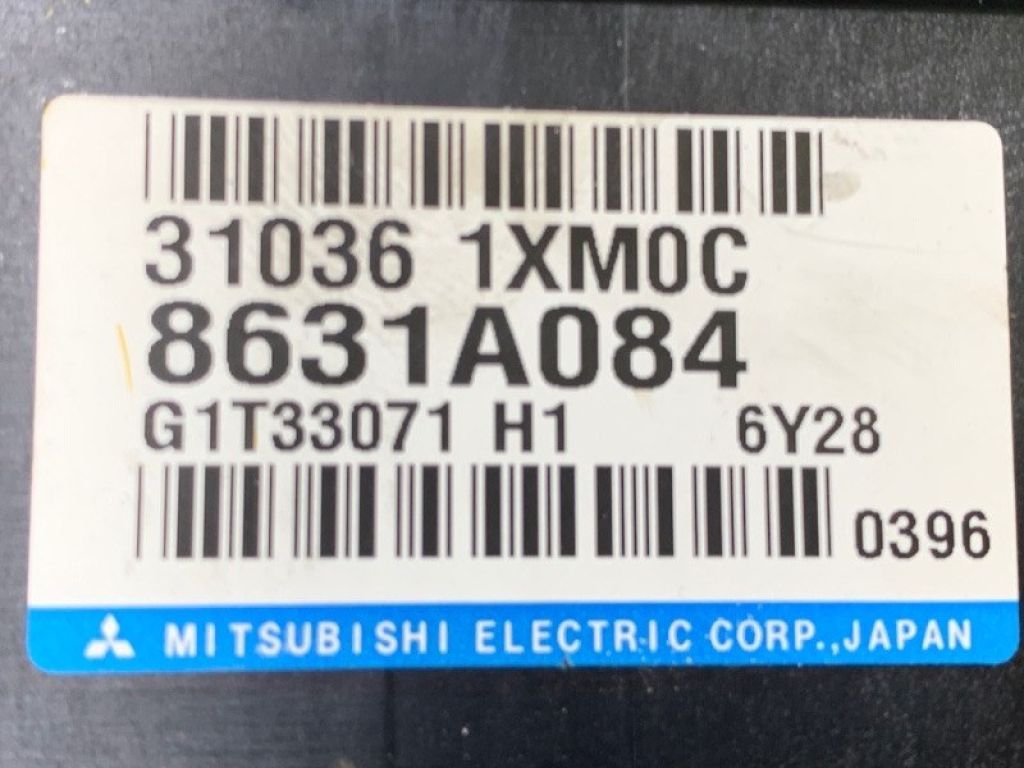 31036 1XM0C
8631A084
G1T33071 H1 6Y28
0396
MITSUBISHI ELECTRIC CORP.,JAPAN